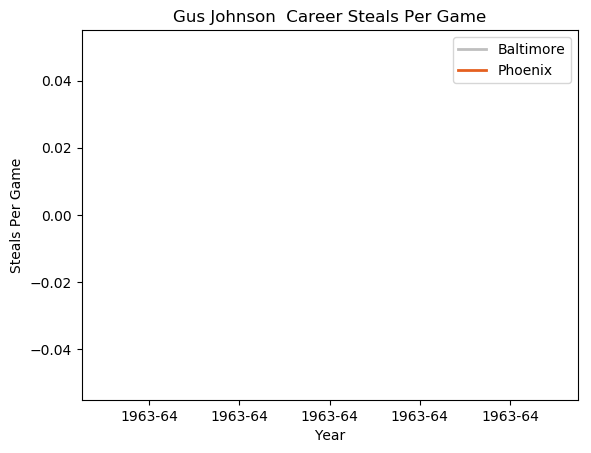 Gus Johnson  Career Steals Per Game
Baltimore
Phoenix
Steals Per Game
0.04
0.02
0.00
−0.02
−0.04
1963-64 1963-64 1963-64 1963-64 1963-64
Year